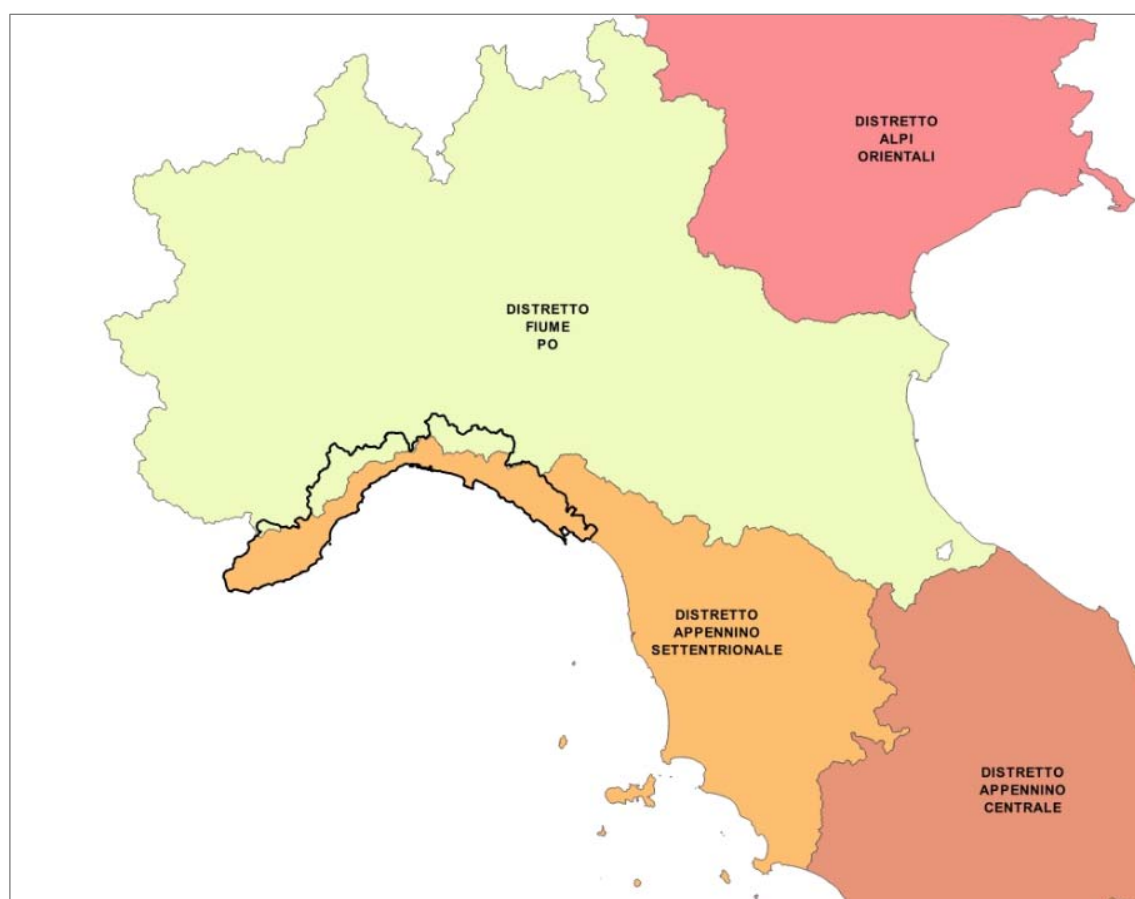 DISTRETTO
ALPI
ORIENTALI
DISTRETTO
FIUME
PO
DISTRETTO
APPENNINO
SETTENTRIONALE
DISTRETTO
APPENNINO
CENTRALE